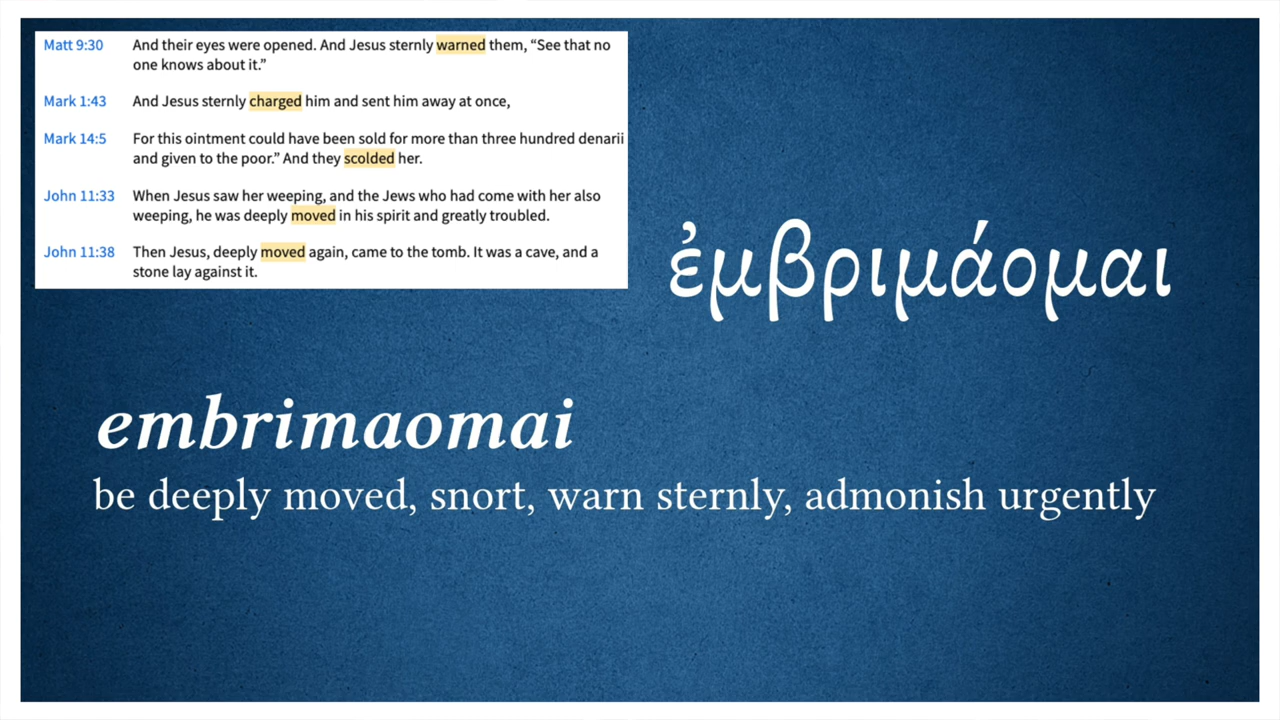 Matt 9:30 And their eyes were opened. And Jesus sternly warned them, “See that no
one knows about it.”
Mark 1:43 And Jesus sternly charged him and sent him away at once,
Mark 14:5 For this ointment could have been sold for more than three hundred denarii
and given to the poor.” And they scolded her.
John 11:33 When Jesus saw her weeping, and the Jews who had come with her also
weeping, he was deeply moved in his spirit and greatly troubled.
John 11:38 Then Jesus, deeply moved again, came to the tomb. It was a cave, and a
stone lay against it.
ἐμβριμάομαι
embrimaomai
be deeply moved, snort, warn sternly, admonish urgently